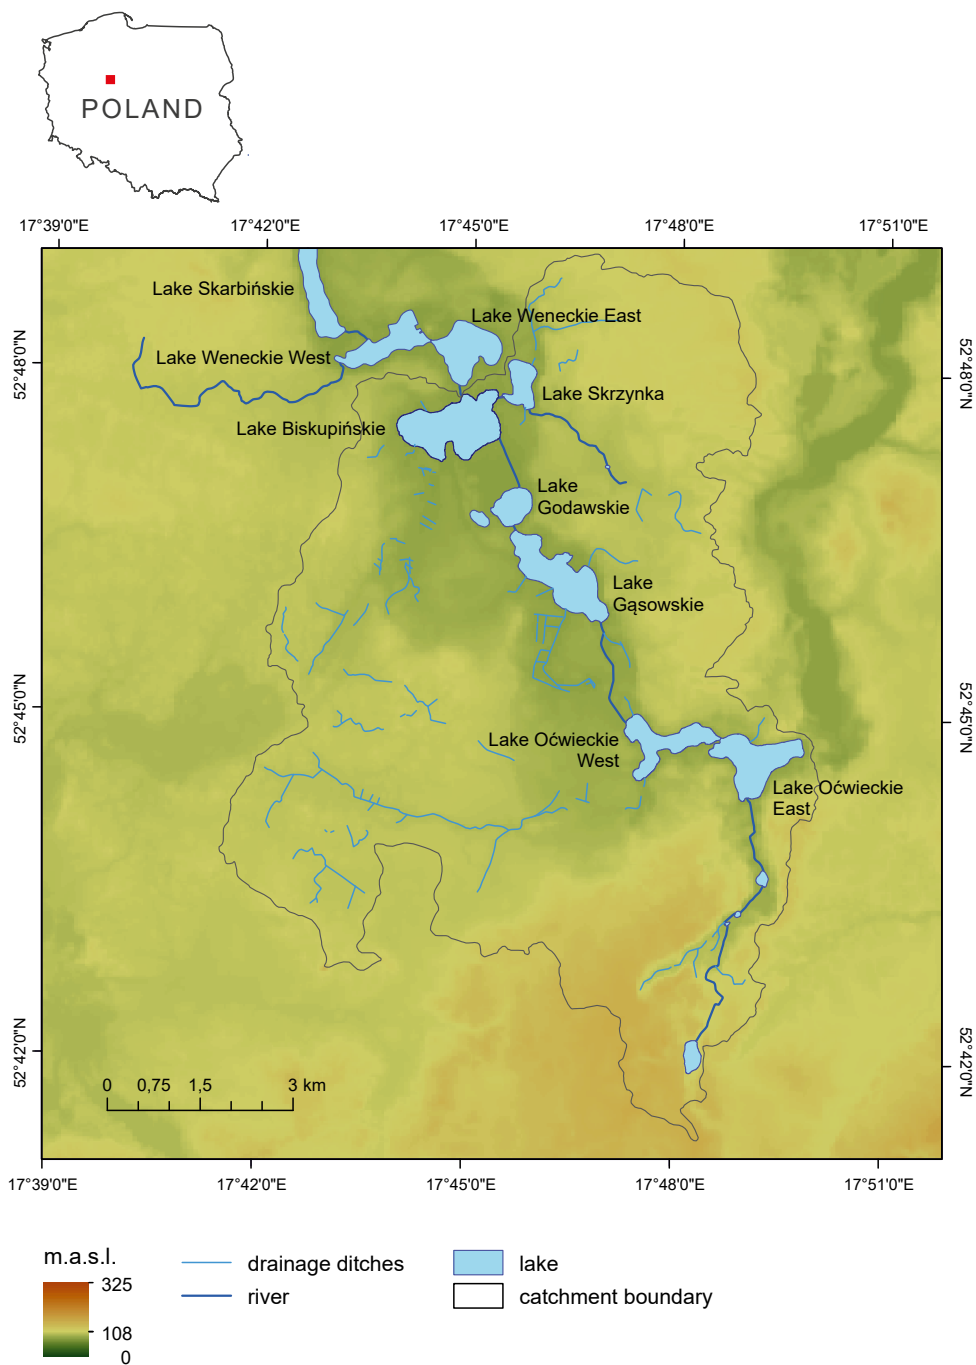 POLAND
17°39'0"E
17°42'0"E
17°45'0"E
17°48'0"E
17°51'0"E
Lake Skarbińskie
Lake Weneckie East
Lake Weneckie West
52°48'0"N
52°48'0"N
Lake Skrzynka
Lake Biskupińskie
Lake
Godawskie
Lake
Gąsowskie
52°45'0"N
52°45'0"N
Lake Oćwieckie
West
Lake Oćwieckie
East
52°42'0"N
52°42'0"N
0 0,75 1,5 3 km
17°39'0"E
17°42'0"E
17°45'0"E
17°48'0"E
17°51'0"E
m.a.s.l.
325
108
0
drainage ditches
river
lake
catchment boundary